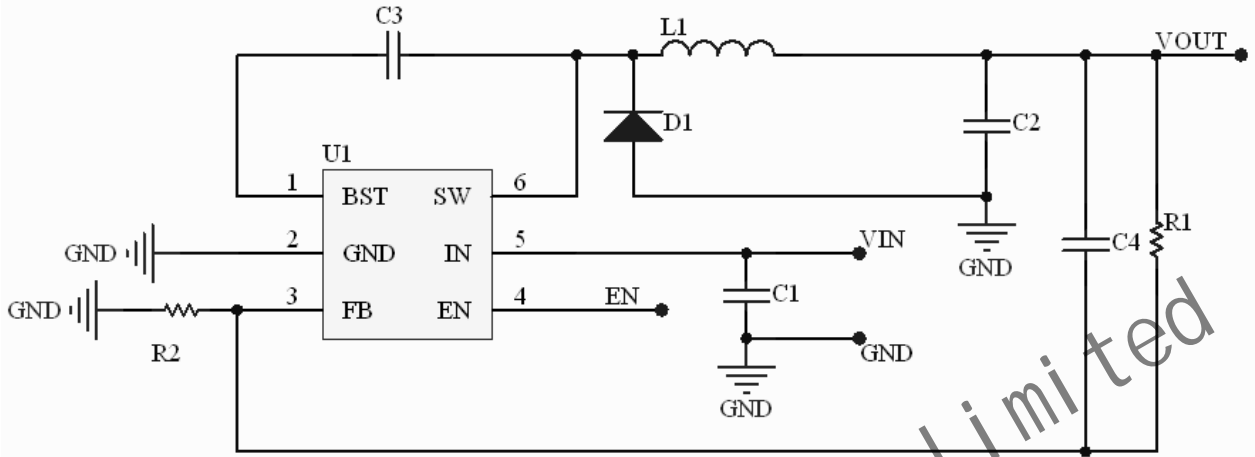 C3
L1
VOUT
D1
C2
U1
1 BST SW 6
2 GND IN 5
3 FB EN 4
GND
GND
R2
VIN
EN
C1
GND
GND
GND
C4
R1
limited